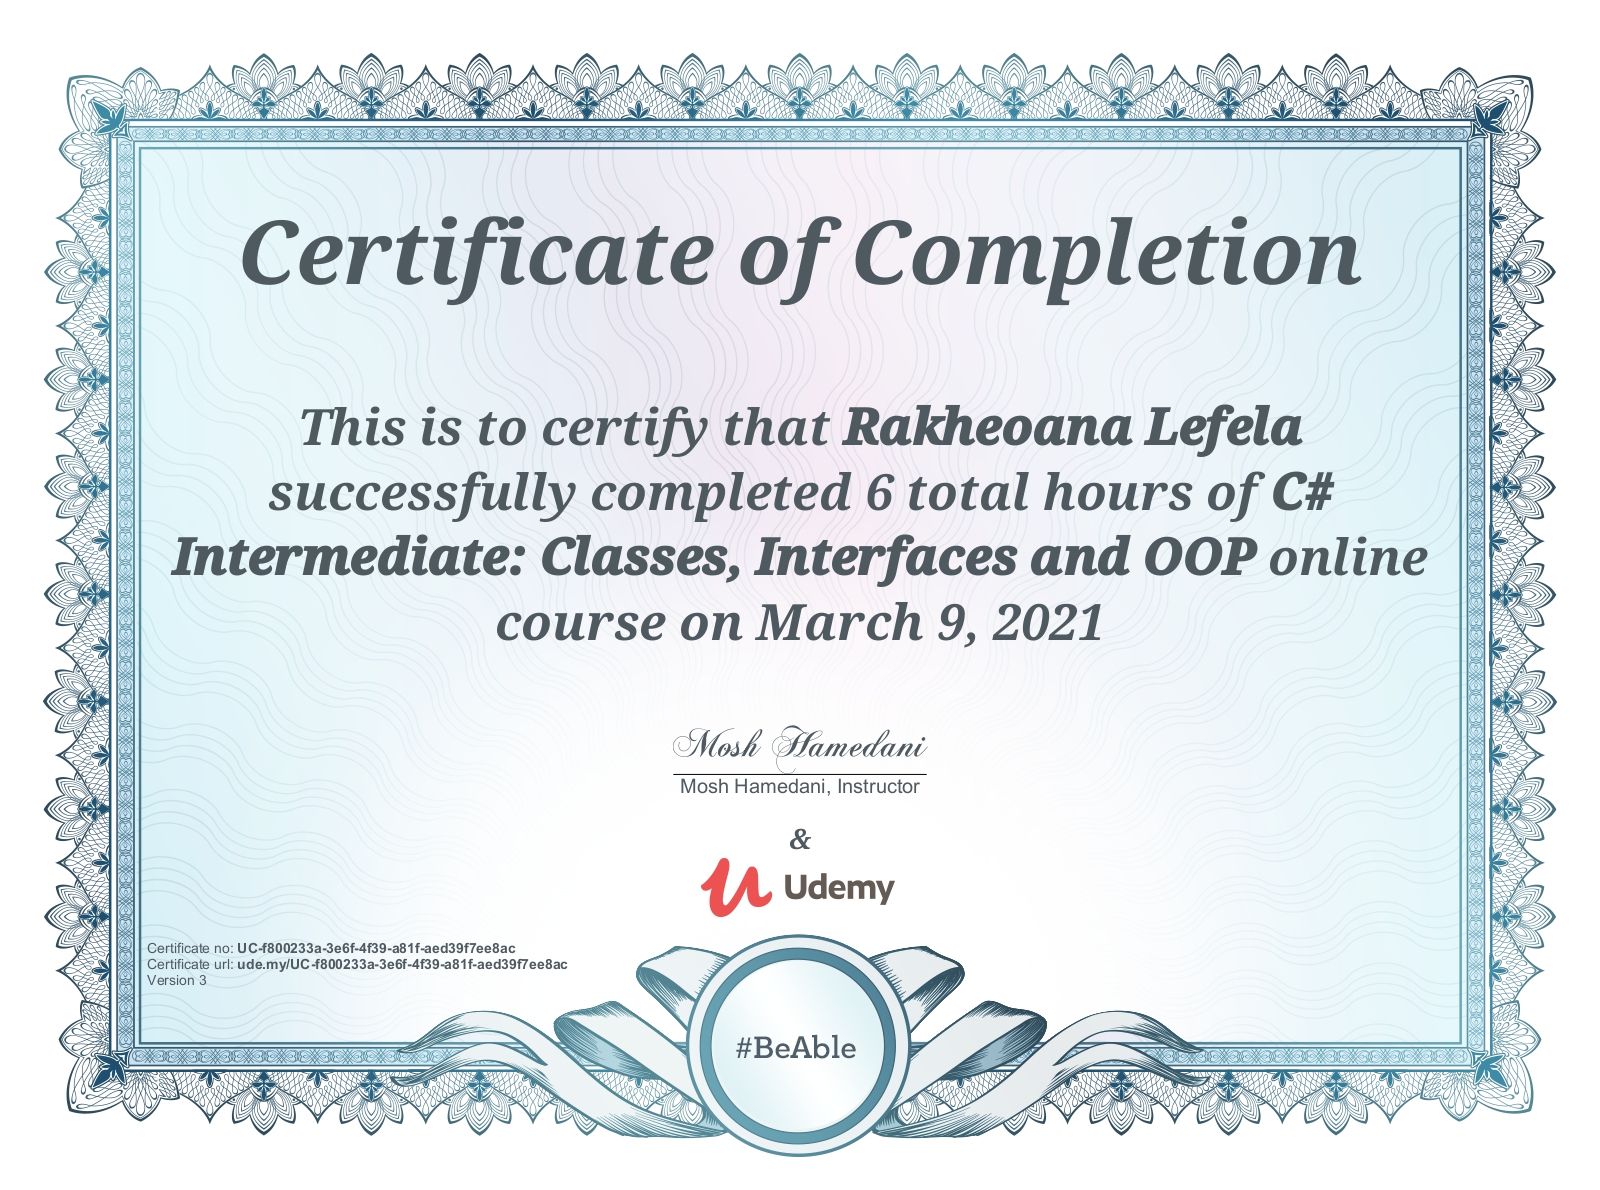 Certificate of Completion
This is to certify that Rakheoana Lefela
successfully completed 6 total hours of C#
Intermediate: Classes, Interfaces and OOP online
course on March 9, 2021
Mosh Hamedani
Mosh Hamedani, Instructor
&
Udemy
Certificate no: UC-f800233a-3e6f-4f39-a81f-aed39f7ee8ac
Certificate url: ude.my/UC-f800233a-3e6f-4f39-a81f-aed39f7ee8ac
Version 3
#BeAble